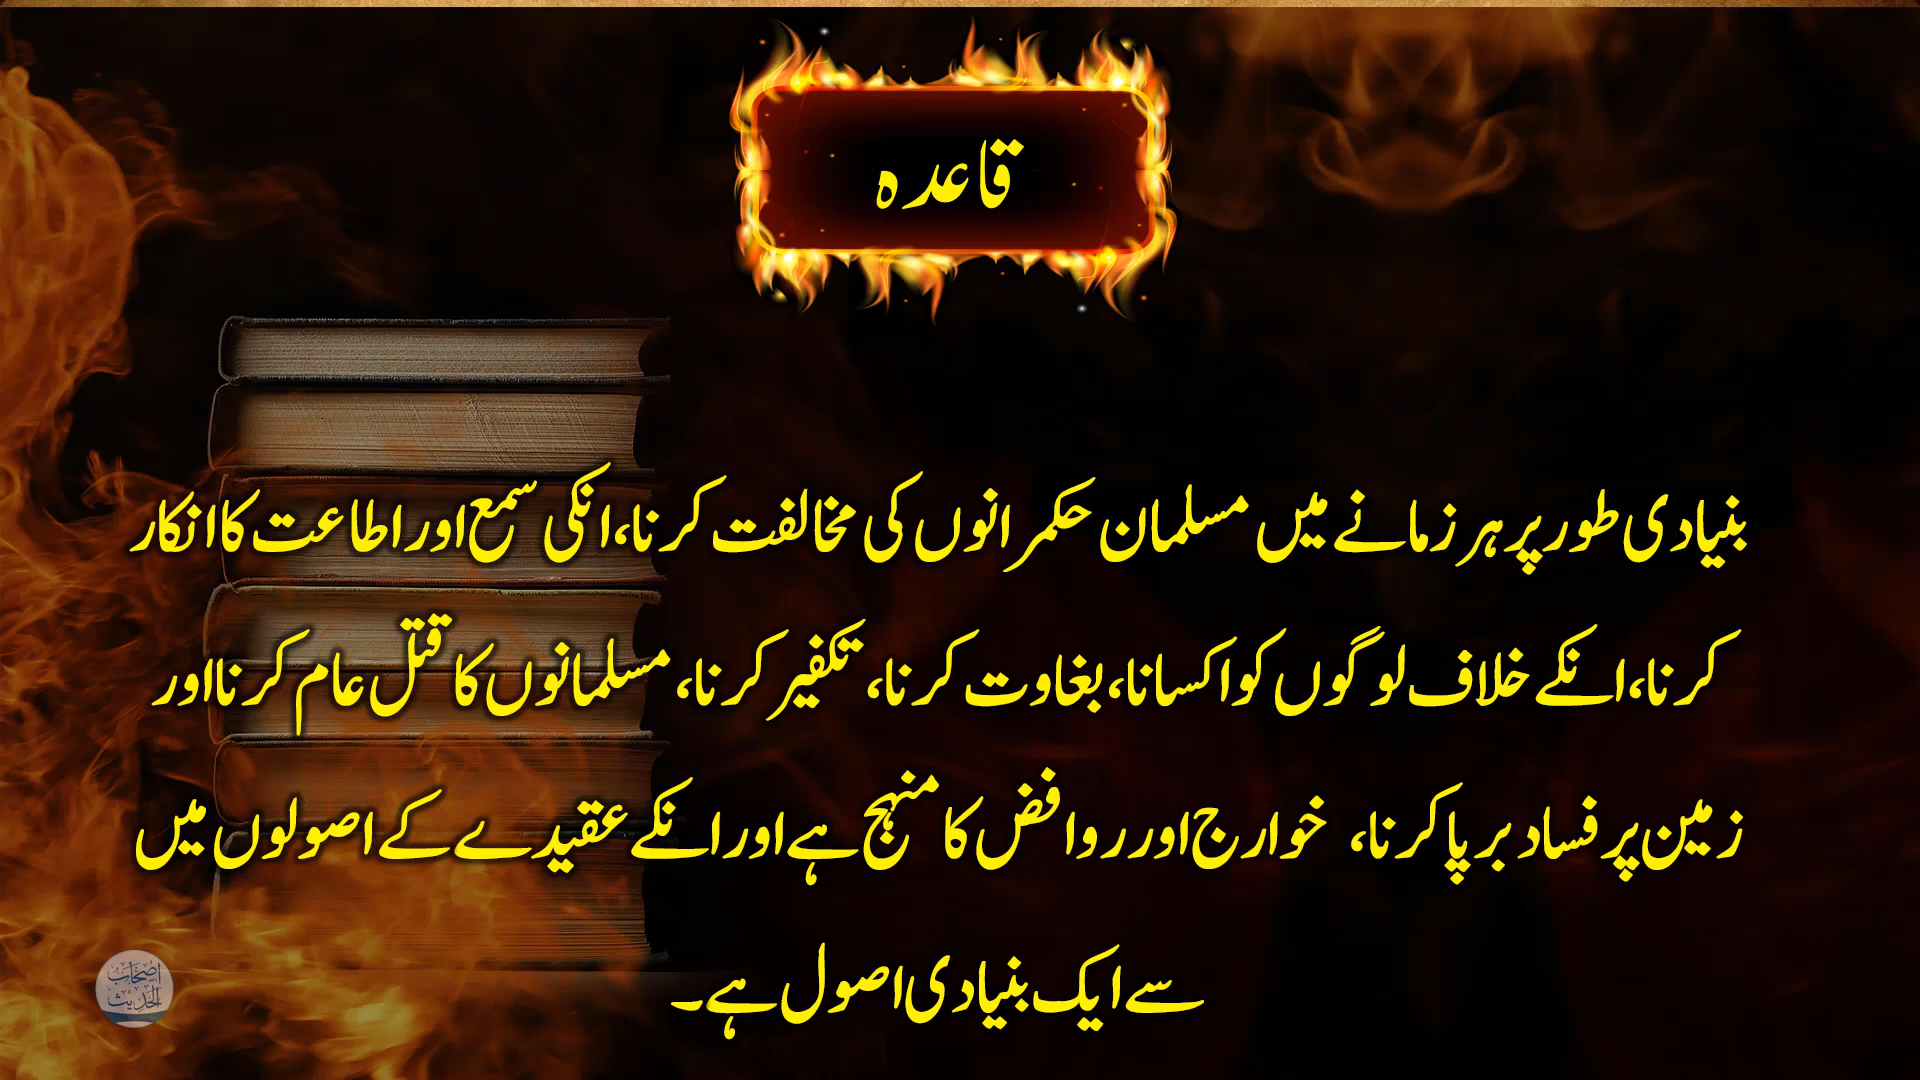 قاعدہ
بنیادی طور پر ہر زمانے میں مسلمان حکمرانوں کی مخالفت کرنا، انکی سمع اور اطاعت کا انکار
کرنا، انکے خلاف لوگوں کو اکسانا، بغاوت کرنا، تکفیر کرنا، مسلمانوں کا قتل عام کرنا اور
زمین پر فساد برپا کرنا، خوارج اور روافض کا منہج ہے اور انکے عقیدے کے اصولوں میں
سے ایک بنیادی اصول ہے۔
اصحاب
الحدیث